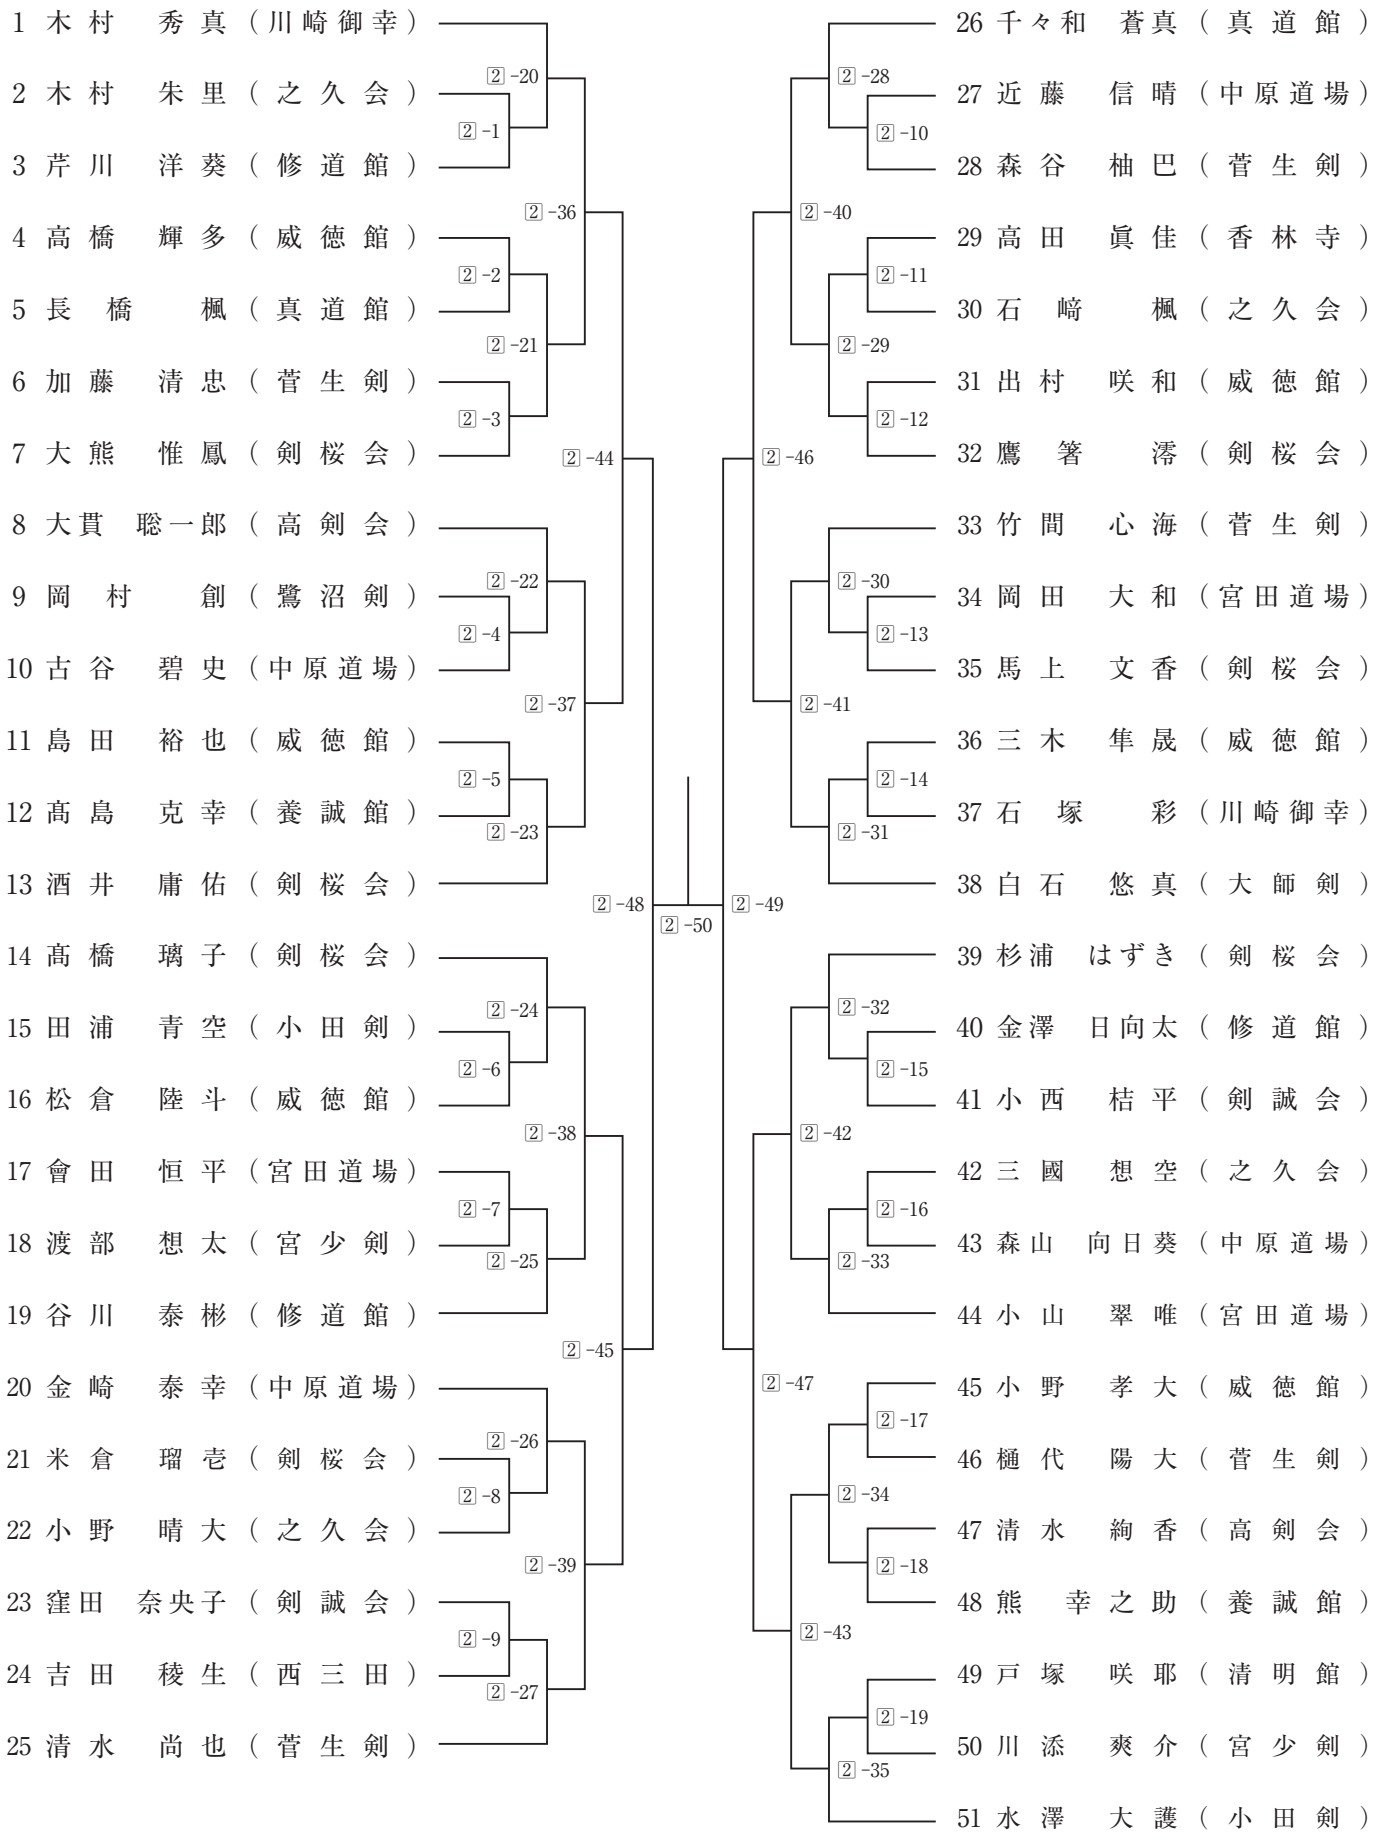 1 木村 秀真 (川崎御幸)
2 木村 朱里 (之久会)
3 芹川 洋葵 (修道館)
4 高橋 輝多 (威徳館)
5 長橋 楓 (真道館)
6 加藤 清忠 (菅生剣)
7 大熊 惟鳳 (剣桜会)
8 大貫 聡一郎 (高剣会)
9 岡村 創 (鷺沼剣)
10 古谷 碧史 (中原道場)
11 島田 裕也 (威徳館)
12 髙島 克幸 (養誠館)
13 酒井 庸佑 (剣桜会)
14 髙橋 璃子 (剣桜会)
15 田浦 青空 (小田剣)
16 松倉 陸斗 (威徳館)
17 會田 恒平 (宮田道場)
18 渡部 想太 (宮少剣)
19 谷川 泰彬 (修道館)
20 金崎 泰幸 (中原道場)
21 米倉 瑠壱 (剣桜会)
22 小野 晴大 (之久会)
23 窪田 奈央子 (剣誠会)
24 吉田 稜生 (西三田)
25 清水 尚也 (菅生剣)
2-20
2-1
2-36
2-2
2-21
2-3
2-44
2-22
2-4
2-37
2-5
2-23
2-48
2-24
2-6
2-38
2-7
2-25
2-45
2-26
2-8
2-39
2-9
2-27
2-50
2-49
2-28
2-10
2-40
2-11
2-29
2-12
2-46
2-30
2-13
2-41
2-14
2-31
2-32
2-15
2-42
2-16
2-33
2-47
2-17
2-34
2-18
2-43
2-19
2-35
26 千々和 蒼真 (真道館)
27 近藤 信晴 (中原道場)
28 森谷 柚巴 (菅生剣)
29 高田 眞佳 (香林寺)
30 石﨑 楓 (之久会)
31 出村 咲和 (威徳館)
32 鷹箸 澪 (剣桜会)
33 竹間 心海 (菅生剣)
34 岡田 大和 (宮田道場)
35 馬上 文香 (剣桜会)
36 三木 隼晟 (威徳館)
37 石塚 彩 (川崎御幸)
38 白石 悠真 (大師剣)
39 杉浦 はずき (剣桜会)
40 金澤 日向太 (修道館)
41 小西 桔平 (剣誠会)
42 三國 想空 (之久会)
43 森山 向日葵 (中原道場)
44 小山 翠唯 (宮田道場)
45 小野 孝大 (威徳館)
46 樋代 陽大 (菅生剣)
47 清水 絢香 (高剣会)
48 熊 幸之助 (養誠館)
49 戸塚 咲耶 (清明館)
50 川添 爽介 (宮少剣)
51 水澤 大護 (小田剣)